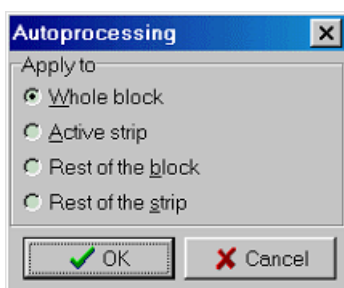 Autoprocessing
Apply to
Whole block
Active strip
Rest of the block
Rest of the strip
OK Cancel